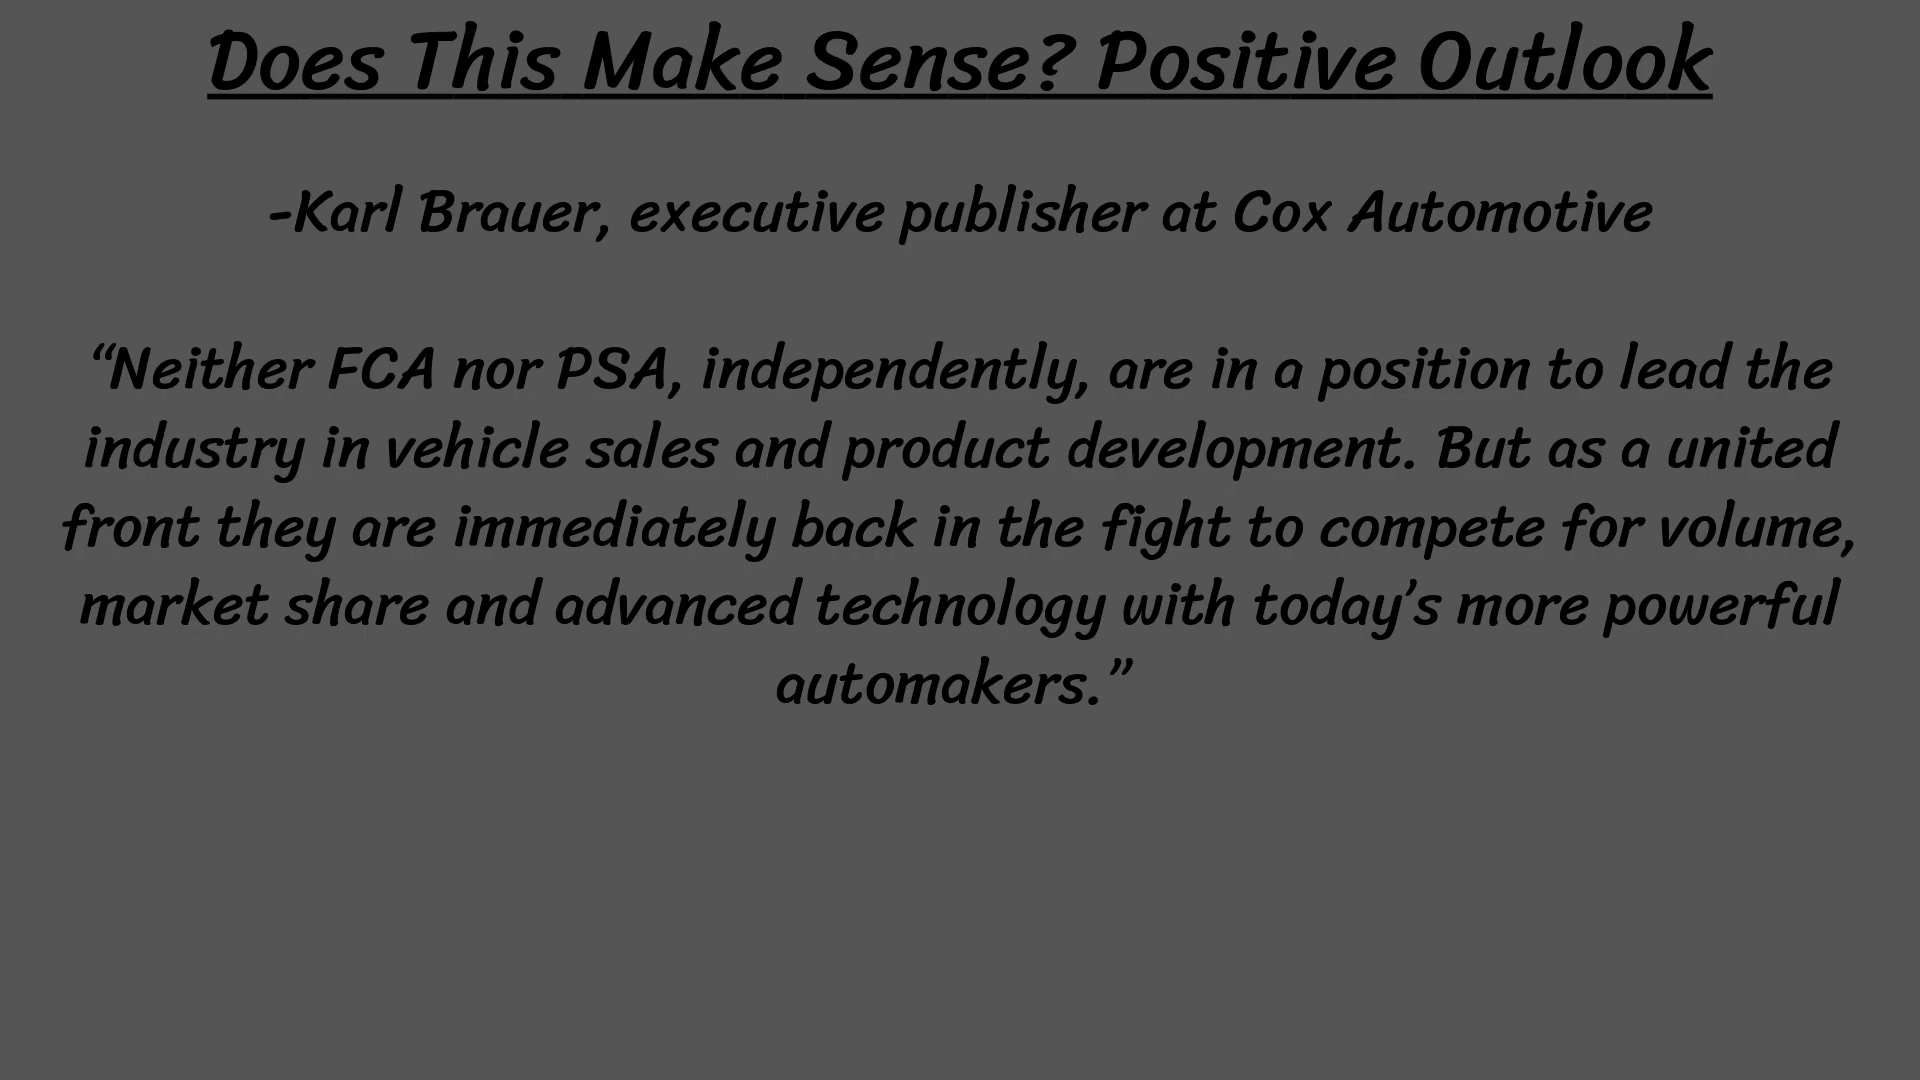 Does This Make Sense? Positive Outlook
-Karl Brauer, executive publisher at Cox Automotive
“Neither FCA nor PSA, independently, are in a position to lead the
industry in vehicle sales and product development. But as a united
front they are immediately back in the fight to compete for volume,
market share and advanced technology with today’s more powerful
automakers.”